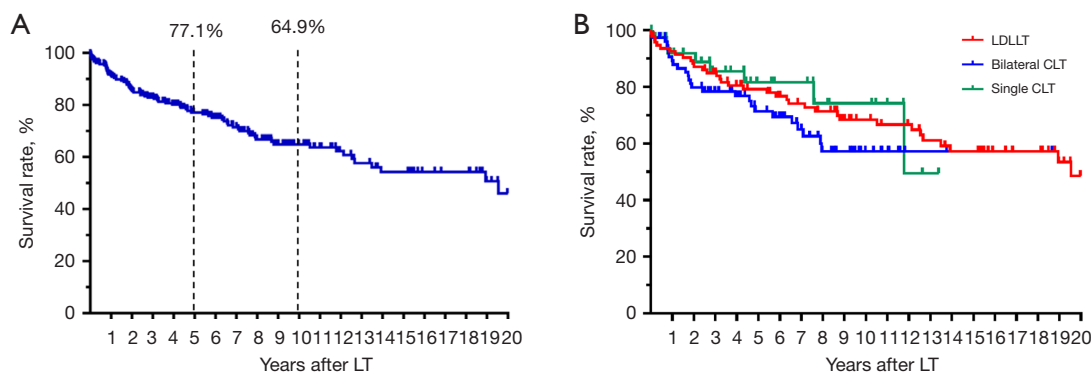 A
77.1%
64.9%
100
80
60
40
20
0
Survival rate, %
1 2 3 4 5 6 7 8 9 10 11 12 13 14 15 16 17 18 19 20
Years after LT
B
LDLLT
Bilateral CLT
Single CLT
100
80
60
40
20
0
Survival rate, %
1 2 3 4 5 6 7 8 9 10 11 12 13 14 15 16 17 18 19 20
Years after LT